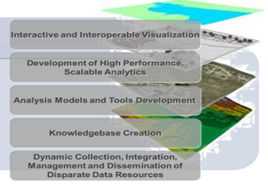 Interactive and Interoperable Visualization
Development of High Performance,
Scalable Analytics
Analysis Models and Tools Development
Knowledgebase Creation
Dynamic Collection, Integration,
Management and Dissemination of
Disparate Data Resources